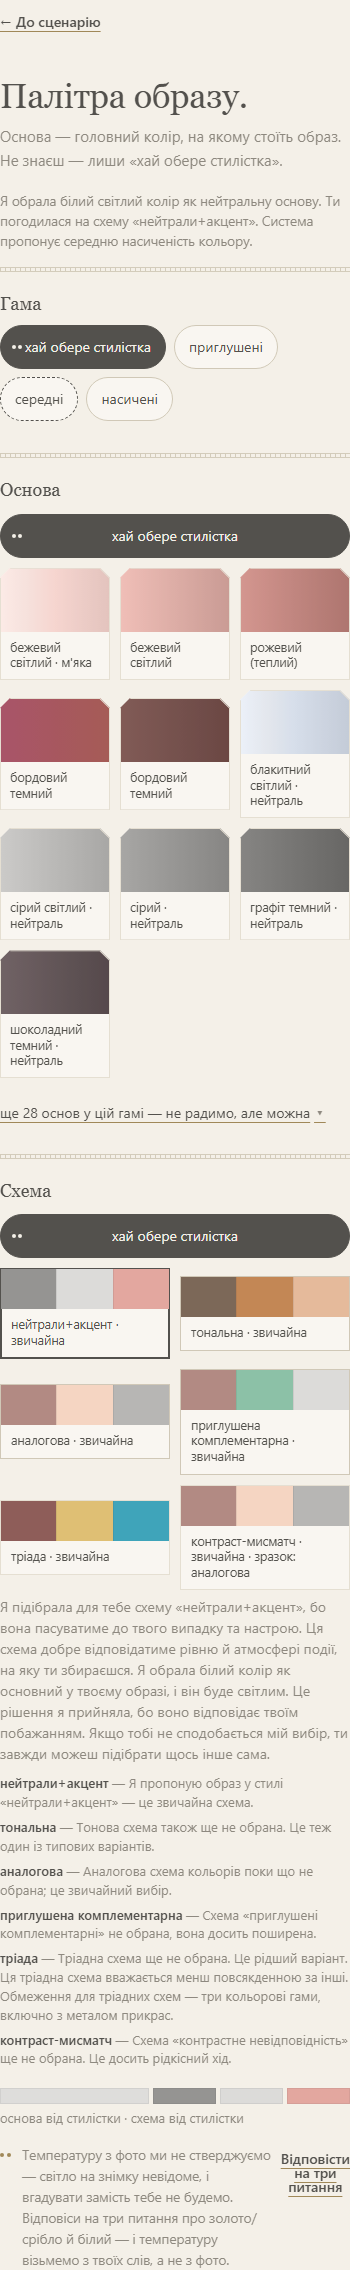 ← До сценарію
Палітра образу.
Основа — головний колір, на якому стоїть образ.
Не знаєш — лиши «хай обере стилістка».
Я обрала білий світлий колір як нейтральну основу. Ти
погодилася на схему «нейтрали+акцент». Система
пропонує середню насиченість кольору.
Гама
хай обере стилістка
приглушені
середні
насичені
Основа
хай обере стилістка
бежевий
світлий · м'яка
бежевий
світлий
рожевий
(теплий)
бордовий
темний
бордовий
темний
блакитний
світлий ·
нейтраль
сірий світлий ·
нейтраль
сірий ·
нейтраль
графіт темний ·
нейтраль
шоколадний
темний ·
нейтраль
ще 28 основ у цій гамі — не радимо, але можна ▾
Схема
хай обере стилістка
нейтрали+акцент ·
звичайна
тональна · звичайна
аналогова · звичайна
приглушена
комплементарна ·
звичайна
тріада · звичайна
контраст-мисматч ·
звичайна · зразок:
аналогова
Я підібрала для тебе схему «нейтрали+акцент», бо
вона пасуватиме до твого випадку та настрою. Ця
схема добре відповідатиме рівню й атмосфері події,
на яку ти збираєшся. Я обрала білий колір як
основний у твоєму образі, і він буде світлим. Це
рішення я прийняла, бо воно відповідає твоїм
побажанням. Якщо тобі не сподобається мій вибір, ти
завжди можеш підібрати щось інше сама.
нейтрали+акцент — Я пропоную образ у стилі
«нейтрали+акцент» — це звичайна схема.
тональна — Тонова схема також ще не обрана. Це теж
один із типових варіантів.
аналогова — Аналогова схема кольорів поки що не
обрана; це звичайний вибір.
приглушена комплементарна — Схема «приглушені
комплементарні» не обрана, вона досить поширена.
тріада — Тріадна схема ще не обрана. Це рідший варіант.
Ця тріадна схема вважається менш повсякденною за інші.
Обмеження для тріадних схем — три кольорові гами,
включно з металом прикрас.
контраст-мисматч — Схема «контрастне невідповідність»
ще не обрана. Це досить рідкісний хід.
основа від стилістки · схема від стилістки
Температуру з фото ми не стверджуємо
— світло на знімку невідоме, і
вгадувати замість тебе не будемо.
Відповіси на три питання про золото/
срібло й білий — і температуру
візьмемо з твоїх слів, а не з фото.
Відповісти
на три
питання